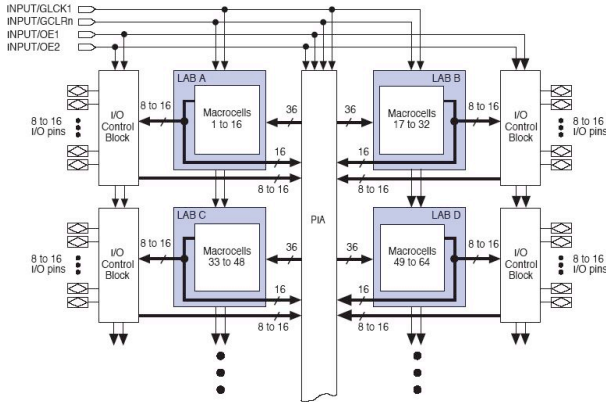 INPUT/GLCK1
INPUT/GCLRn
INPUT/OE1
INPUT/OE2
LAB A
LAB B
8 to 16
I/O pins
I/O
Control
Block
8 to 16
Macrocells
1 to 16
36
36
Macrocells
17 to 32
8 to 16
I/O
Control
Block
8 to 16
I/O pins
16
16
8 to 16
8 to 16
PIA
LAB C
LAB D
8 to 16
I/O pins
I/O
Control
Block
8 to 16
Macrocells
33 to 48
36
36
Macrocells
49 to 64
8 to 16
I/O
Control
Block
8 to 16
I/O pins
16
16
8 to 16
8 to 16